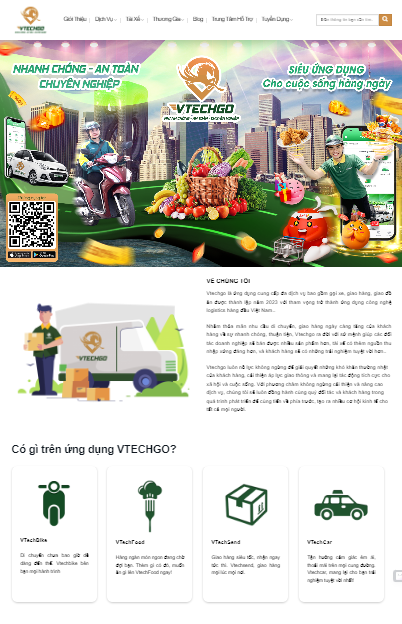 VTECHGO
Giới Thiệu
Dịch Vụ
Tài Xế
Thương Gia
Blog
Trung Tâm Hỗ Trợ
Tuyển Dụng
NHANH CHÓNG - AN TOÀN
CHUYÊN NGHIỆP
VTECHGO
NHANH CHÓNG - AN TOÀN - CHUYÊN NGHIỆP
SIÊU ỨNG DỤNG
Cho cuộc sống hàng ngày
VTECHGO
VỀ CHÚNG TÔI
Vtechgo là ứng dụng cung cấp đa dịch vụ bao gồm gọi xe, giao hàng, giao đồ
ăn được thành lập năm 2023 với tham vọng trở thành ứng dụng công nghệ
logistics hàng đầu Việt Nam..
Nhằm thỏa mãn nhu cầu di chuyển, giao hàng ngày càng tăng của khách
hàng về sự nhanh chóng, thuận tiện. Vtechgo ra đời với sứ mệnh giúp các đối
tác doanh nghiệp sẽ bán được nhiều sản phẩm hơn, tài xế có thêm nguồn thu
nhập xứng đáng hơn, và khách hàng sẽ có những trải nghiệm tuyệt vời hơn..
Vtechgo luôn nỗ lực không ngừng để giải quyết những khó khăn thường nhật
của khách hàng, cải thiện áp lực giao thông và mang lại tác động tích cực cho
xã hội và cuộc sống. Với phương châm không ngừng cải thiện và nâng cao
dịch vụ, chúng tôi sẽ luôn đồng hành cùng quý đối tác và khách hàng trong
quá trình phát triển để cùng tiến về phía trước, tạo ra nhiều cơ hội kinh tế cho
tất cả mọi người.
Có gì trên ứng dụng VTECHGO?
VTechBike
Di chuyển chưa bao giờ dễ
dàng đến thế. Vtechbike bên
bạn mọi hành trình
VTechFood
Hàng ngàn món ngon đang chờ
đợi bạn. Thèm gì có đó, muốn
ăn gì lên VtechFood ngay!
VTechSend
Giao hàng siêu tốc, nhận ngay
tức thì. Vtechsend, giao hàng
mọi lúc mọi nơi.
VTechCar
Tận hưởng cảm giác êm ái,
thoải mái trên mọi cung đường.
Vtechcar, mang lại cho bạn trải
nghiệm tuyệt vời nhất!